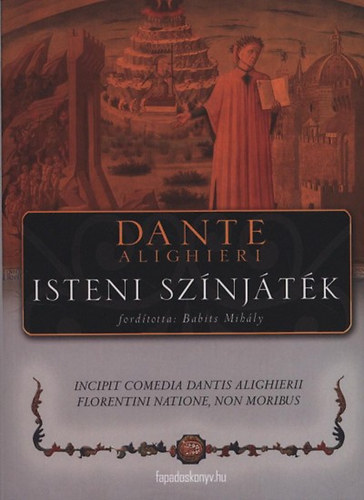 DANTE
ALIGHIERI
ISTENI SZÍNJÁTÉK
fordította: Babits Mihály
INCIPIT COMEDIA DANTIS ALIGHIERII
FLORENTINI NATIONE, NON MORIBUS
fapadoskonyv.hu